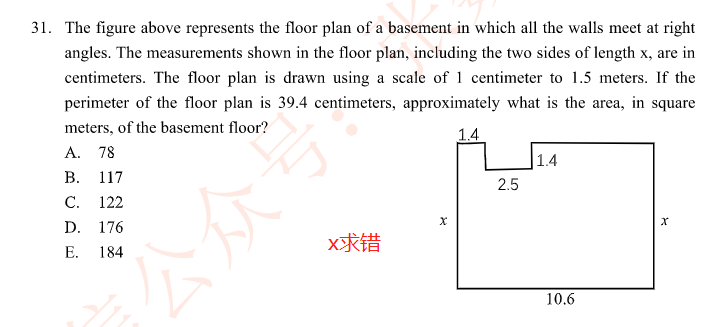 31. The figure above represents the floor plan of a basement in which all the walls meet at right
angles. The measurements shown in the floor plan, including the two sides of length x, are in
centimeters. The floor plan is drawn using a scale of 1 centimeter to 1.5 meters. If the
perimeter of the floor plan is 39.4 centimeters, approximately what is the area, in square
meters, of the basement floor?
A. 78
B. 117
C. 122
D. 176
E. 184
1.4
1.4
2.5
x
x
10.6
x求错
公众号: